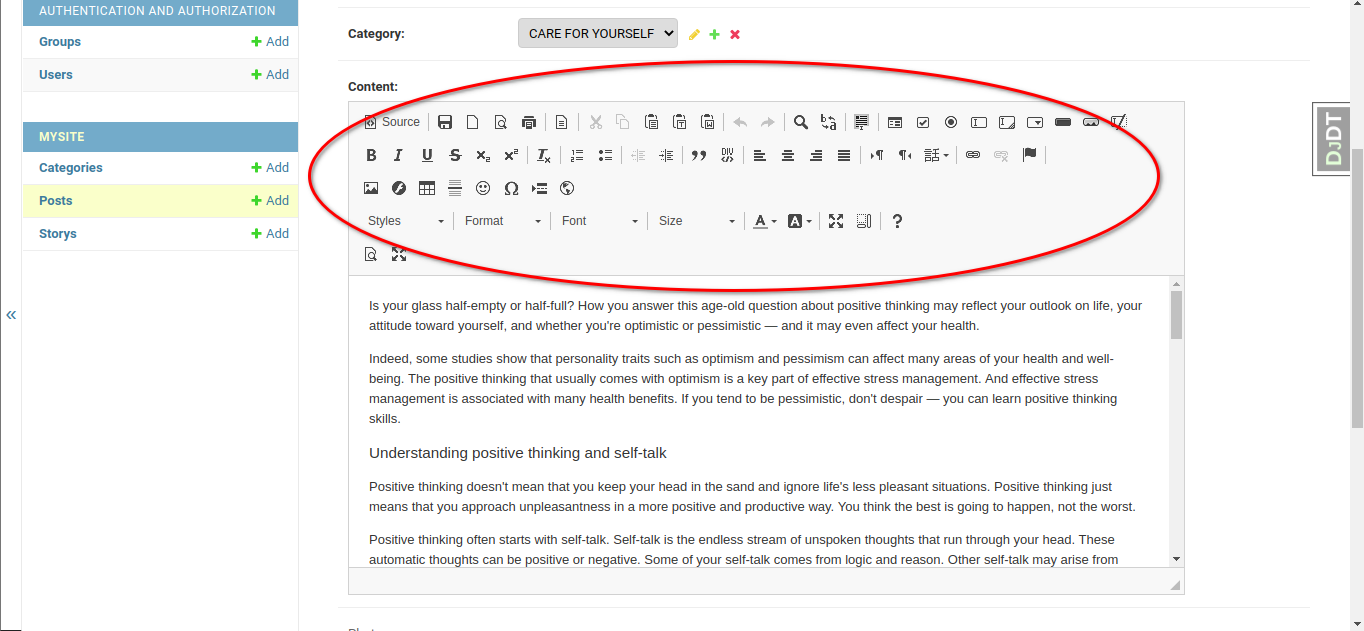 AUTHENTICATION AND AUTHORIZATION
Groups
Add
Users
Add
MYSITE
Categories
Add
Posts
Add
Storys
Add
«
Category:
CARE FOR YOURSELF
Content:
Source
B I U S x₂ x² Tx
Styles Format Font Size A A ?
Is your glass half-empty or half-full? How you answer this age-old question about positive thinking may reflect your outlook on life, your
attitude toward yourself, and whether you're optimistic or pessimistic — and it may even affect your health.
Indeed, some studies show that personality traits such as optimism and pessimism can affect many areas of your health and well-
being. The positive thinking that usually comes with optimism is a key part of effective stress management. And effective stress
management is associated with many health benefits. If you tend to be pessimistic, don't despair — you can learn positive thinking
skills.
Understanding positive thinking and self-talk
Positive thinking doesn't mean that you keep your head in the sand and ignore life's less pleasant situations. Positive thinking just
means that you approach unpleasantness in a more positive and productive way. You think the best is going to happen, not the worst.
Positive thinking often starts with self-talk. Self-talk is the endless stream of unspoken thoughts that run through your head. These
automatic thoughts can be positive or negative. Some of your self-talk comes from logic and reason. Other self-talk may arise from
DJDT